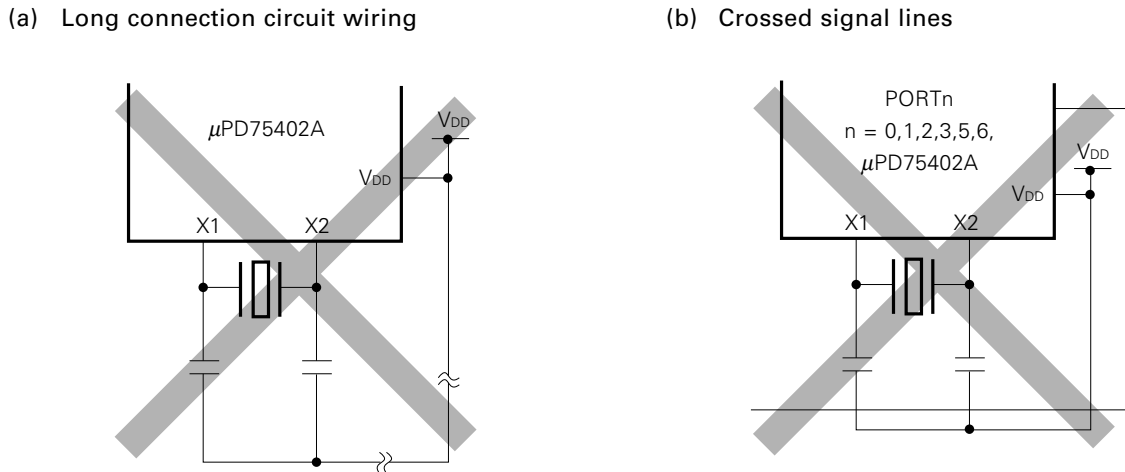 (a) Long connection circuit wiring
μPD75402A
VDD
VDD
X1 X2
(b) Crossed signal lines
PORTn
n = 0,1,2,3,5,6,
μPD75402A
VDD
VDD
X1 X2